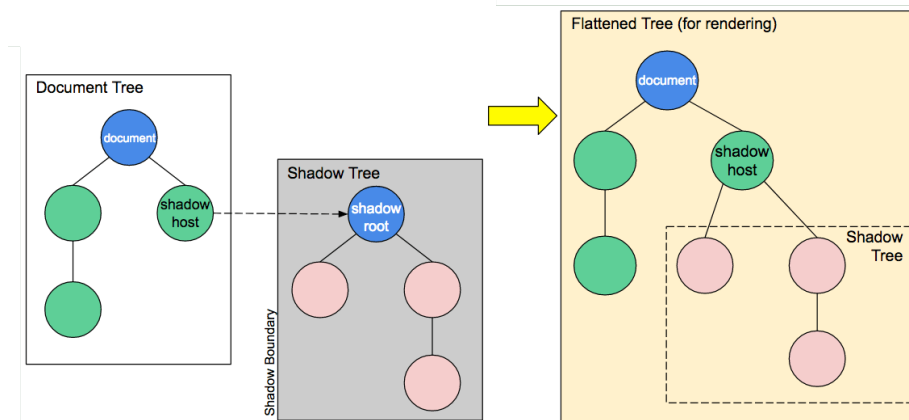 Document Tree
document
shadow
host
Shadow Tree
shadow
root
Shadow Boundary
Flattened Tree (for rendering)
document
shadow
host
Shadow
Tree